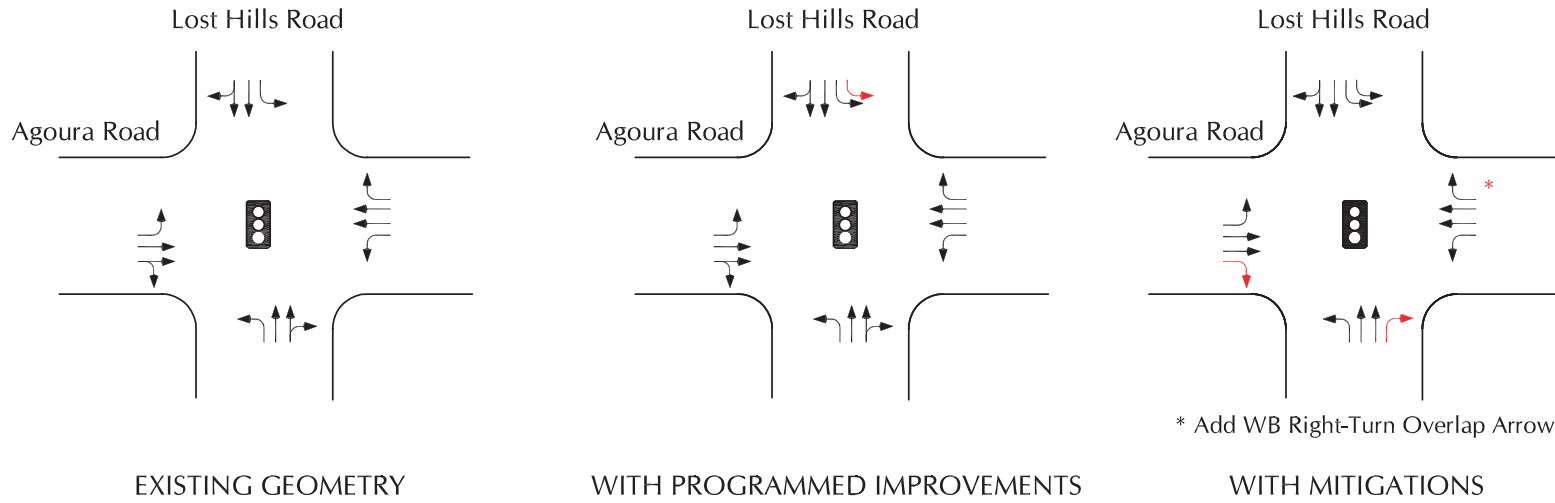 Lost Hills Road
Lost Hills Road
Lost Hills Road
Agoura Road
Agoura Road
Agoura Road
*
* Add WB Right-Turn Overlap Arrow
EXISTING GEOMETRY
WITH PROGRAMMED IMPROVEMENTS
WITH MITIGATIONS